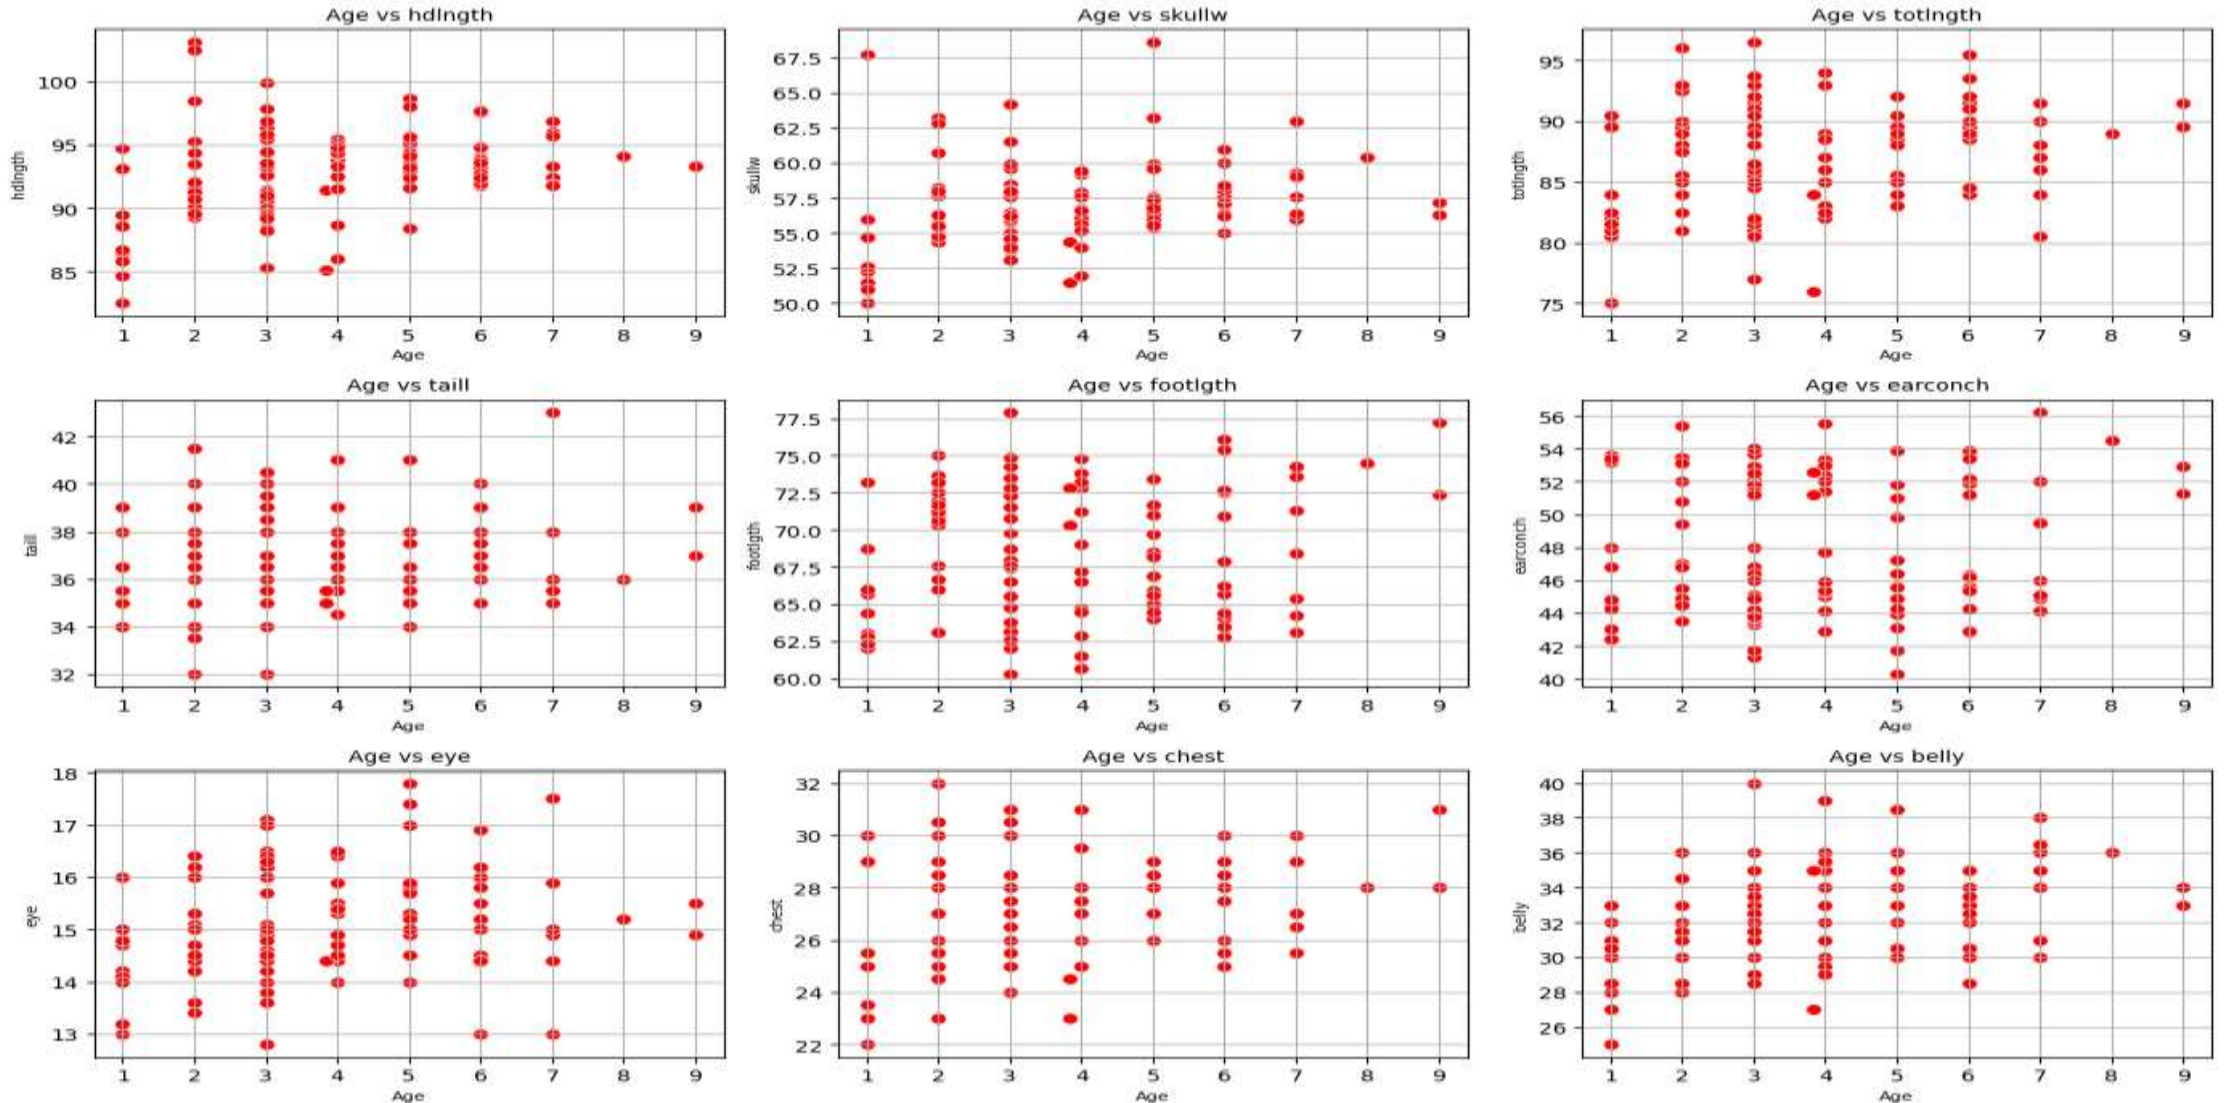 Age vs hdlngth
hdlngth
100
95
90
85
1 2 3 4 5 6 7 8 9
Age
Age vs skullw
skullw
67.5
65.0
62.5
60.0
57.5
55.0
52.5
50.0
1 2 3 4 5 6 7 8 9
Age
Age vs totlngth
totlngth
95
90
85
80
75
1 2 3 4 5 6 7 8 9
Age
Age vs taill
taill
42
40
38
36
34
32
1 2 3 4 5 6 7 8 9
Age
Age vs footlgth
footlgth
77.5
75.0
72.5
70.0
67.5
65.0
62.5
60.0
1 2 3 4 5 6 7 8 9
Age
Age vs earconch
earconch
56
54
52
50
48
46
44
42
40
1 2 3 4 5 6 7 8 9
Age
Age vs eye
eye
18
17
16
15
14
13
1 2 3 4 5 6 7 8 9
Age
Age vs chest
chest
32
30
28
26
24
22
1 2 3 4 5 6 7 8 9
Age
Age vs belly
belly
40
38
36
34
32
30
28
26
1 2 3 4 5 6 7 8 9
Age